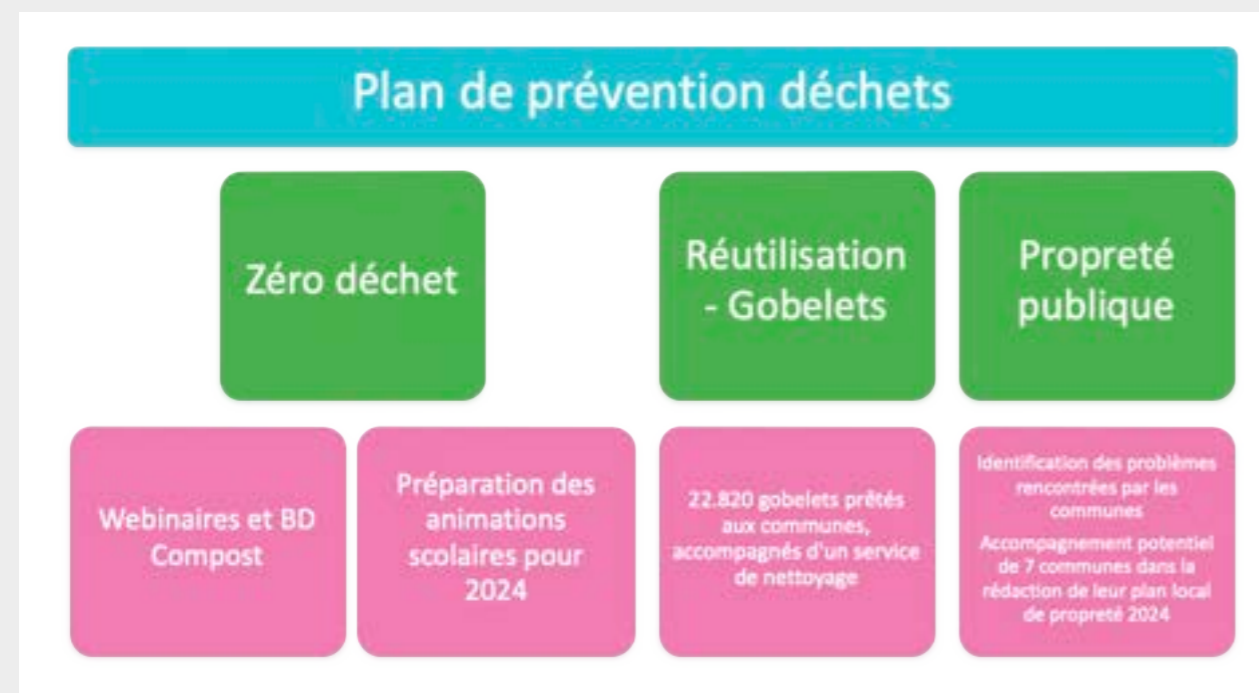 Plan de prévention déchets
Zéro déchet
Réutilisation
- Gobelets
Propreté
publique
Webinaires et BD
Compost
Préparation des
animations
scolaires pour
2024
22.820 gobelets prêtés
aux communes,
accompagnés d'un service
de nettoyage
Identification des problèmes
rencontrées par les
communes
Accompagnement potentiel
de 7 communes dans la
rédaction de leur plan local
de propreté 2024